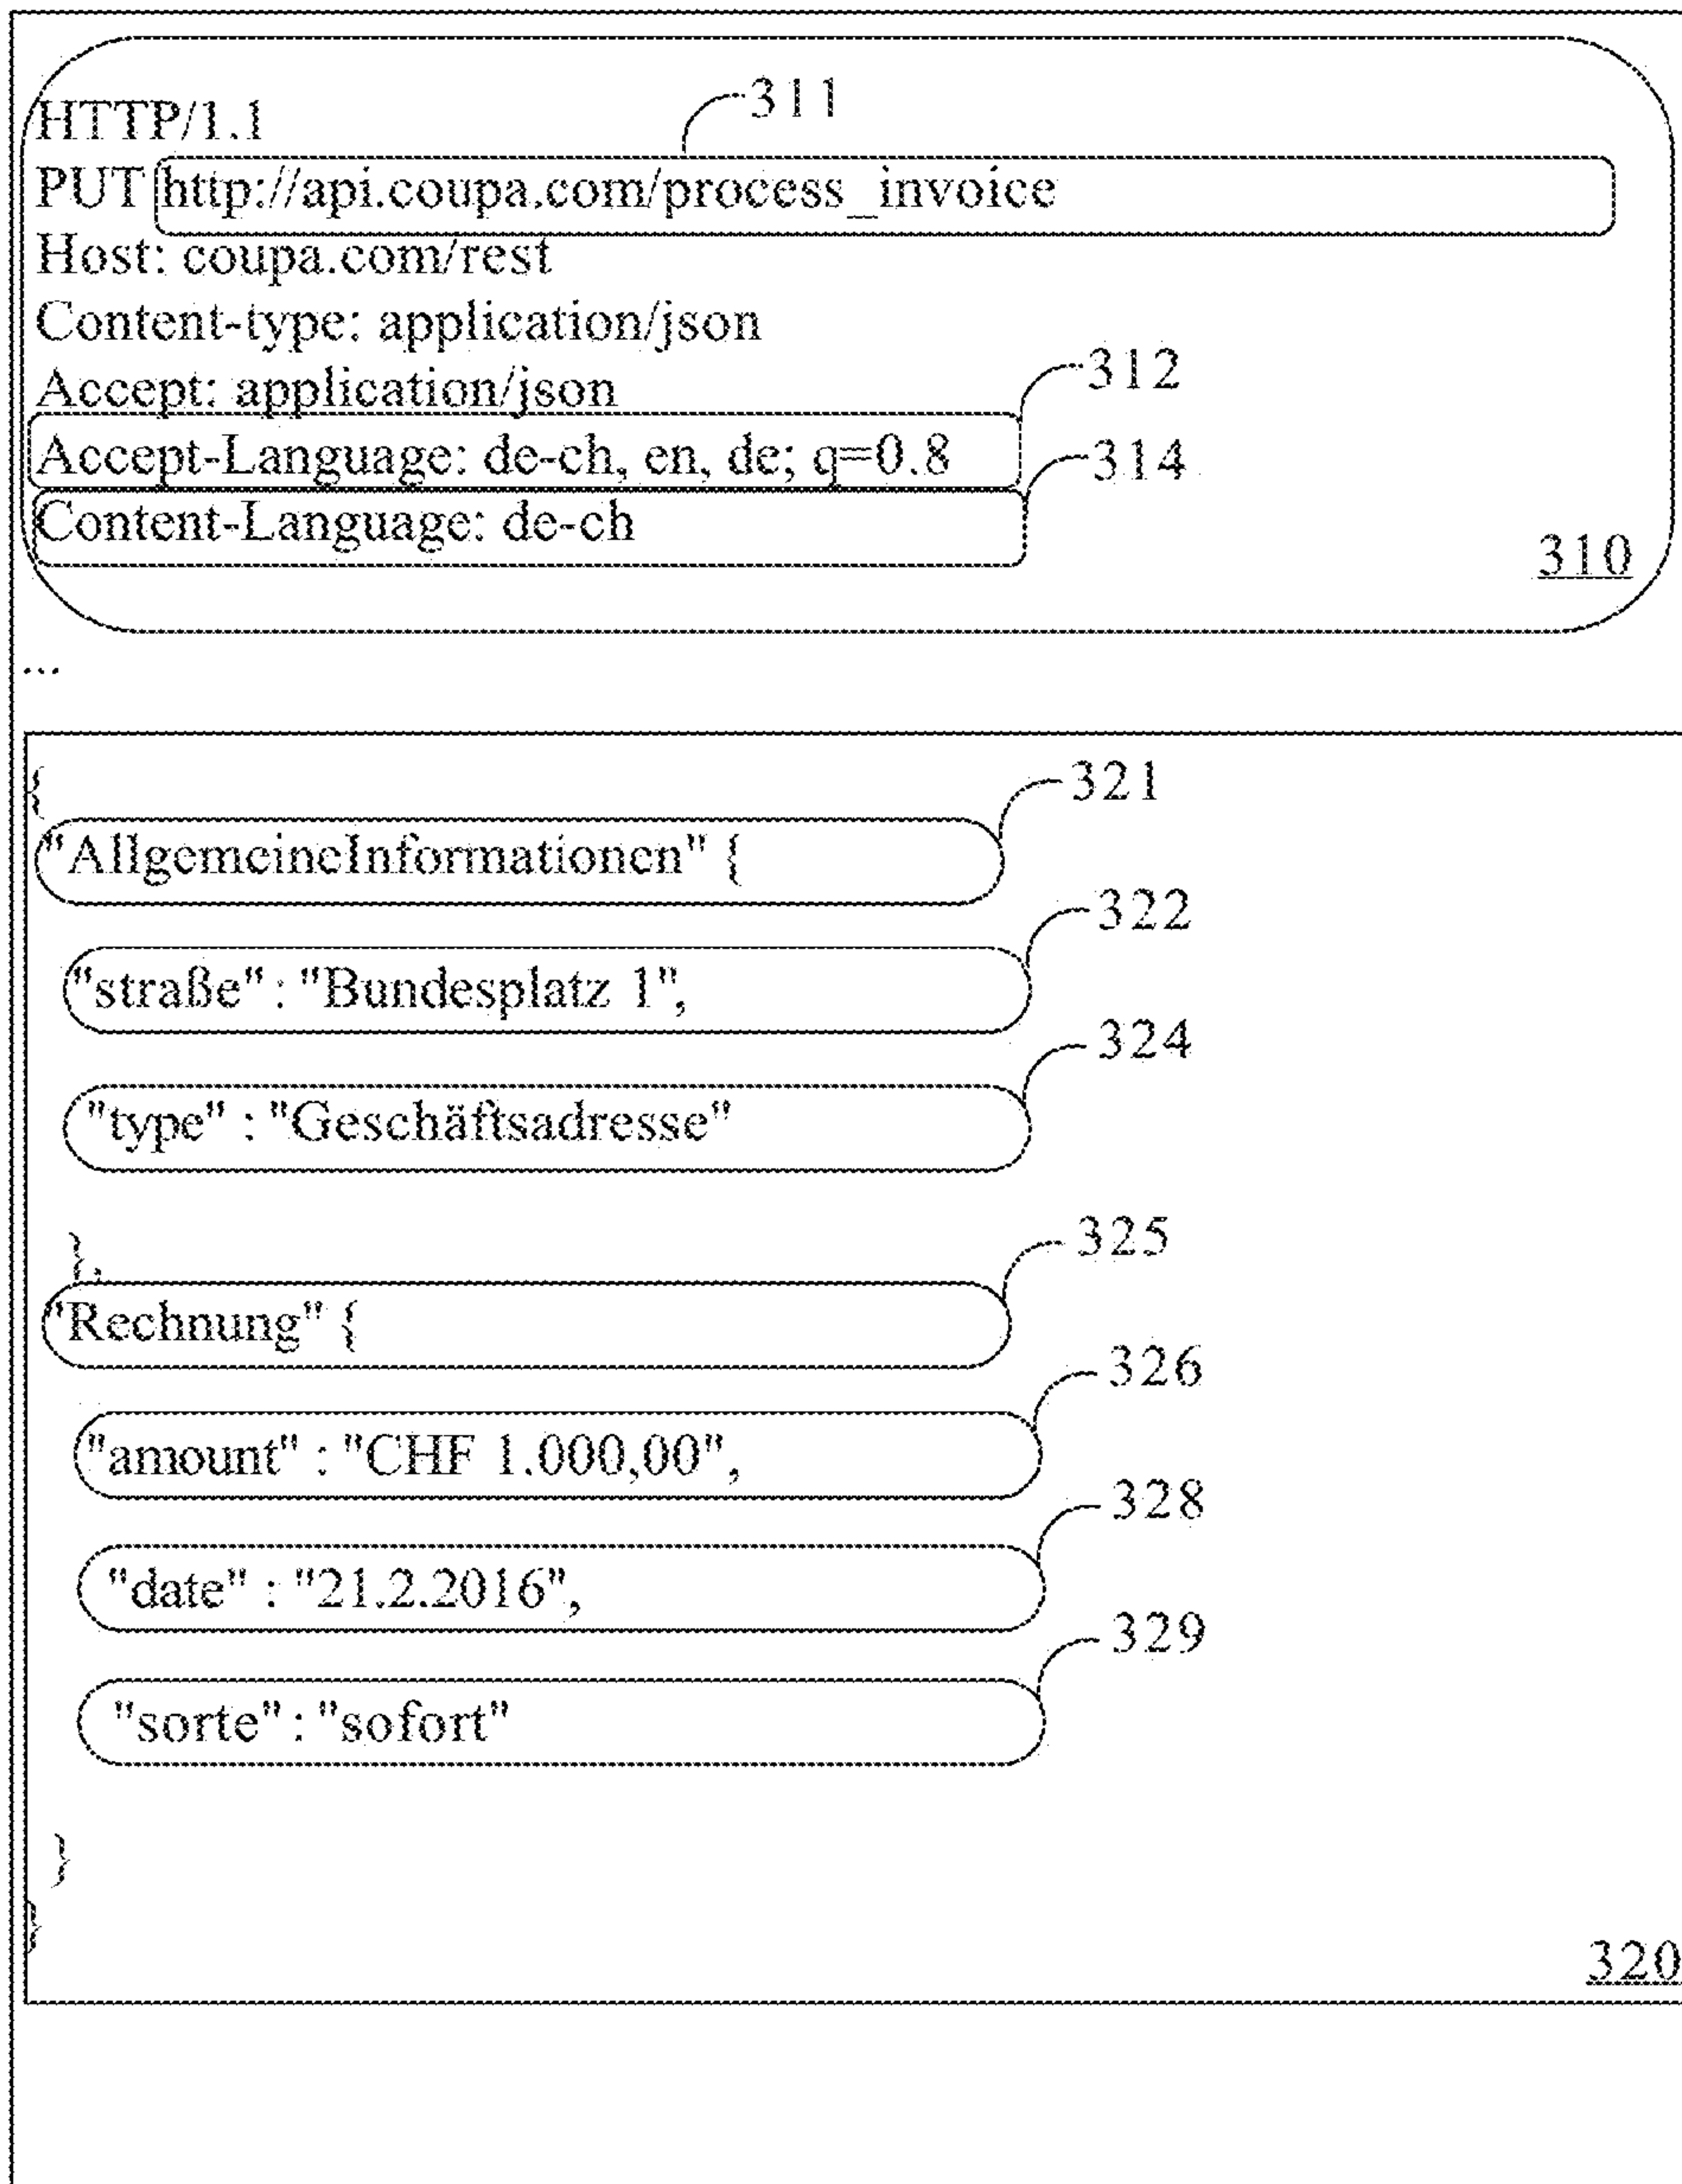 311
HTTP/1.1
PUT http://api.coupa.com/process_invoice
Host: coupa.com/rest
Content-type: application/json
312
Accept: application/json
Accept-Language: de-ch, en, de; q=0.8
314
Content-Language: de-ch
310
...
{
321
"AllgemeineInformationen" {
322
"straße": "Bundesplatz 1",
324
"type" : "Geschäftsadresse"
325
},
"Rechnung" {
326
"amount" : "CHF 1.000,00",
328
"date" : "21.2.2016",
329
"sorte": "sofort"
}
}
320